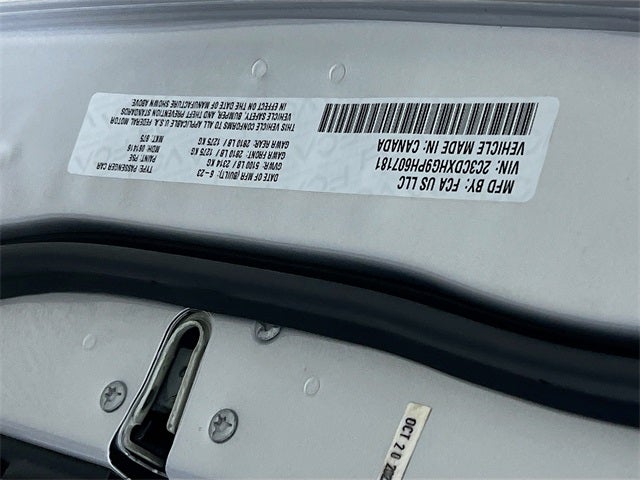 MFD BY: FCA US LLC
VIN: 2C3CDXHG9PH607181
VEHICLE MADE IN: CANADA
DATE OF MFR (BUILT): 6-23
GVWR: 5100 LB / 2314 G
GAWR FRONT: 2810 LB / 1275 KG
GAWR REAR: 2810 LB / 1275 KG
THIS VEHICLE CONFORMS TO ALL APPLICABLE U.S.A. FEDERAL MOTOR
VEHICLE SAFETY, BUMPER, AND THEFT PREVENTION STANDARDS
IN EFFECT ON THE DATE OF MANUFACTURE SHOWN ABOVE
TYPE: PASSENGER CAR
PAINT: PSE
MDH: 061416
MKT: 975
OCT 20